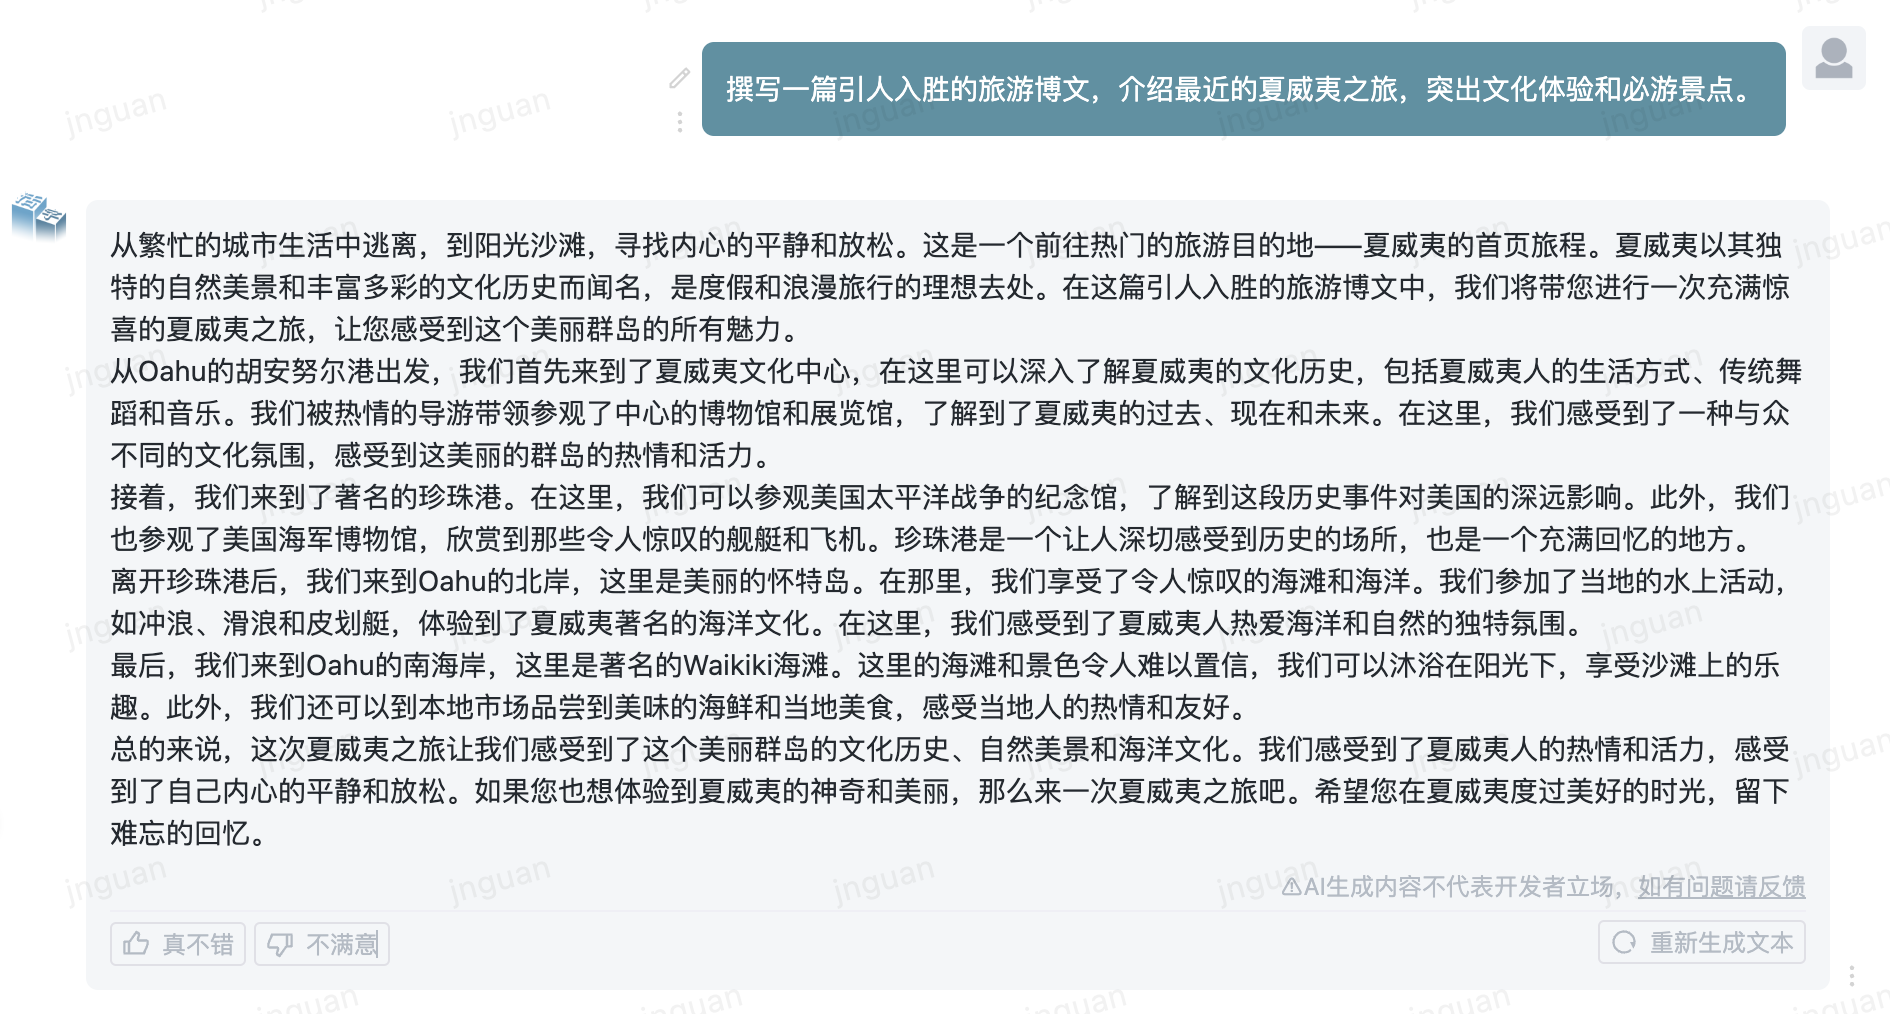 撰写一篇引人入胜的旅游博文，介绍最近的夏威夷之旅，突出文化体验和必游景点。
活字
从繁忙的城市生活中逃离，到阳光沙滩，寻找内心的平静和放松。这是一个前往热门的旅游目的地——夏威夷的首页旅程。夏威夷以其独
特的自然美景和丰富多彩的文化历史而闻名，是度假和浪漫旅行的理想去处。在这篇引人入胜的旅游博文中，我们将带您进行一次充满惊
喜的夏威夷之旅，让您感受到这个美丽群岛的所有魅力。
从Oahu的胡安努尔港出发，我们首先来到了夏威夷文化中心，在这里可以深入了解夏威夷的文化历史，包括夏威夷人的生活方式、传统舞
蹈和音乐。我们被热情的导游带领参观了中心的博物馆和展览馆，了解到了夏威夷的过去、现在和未来。在这里，我们感受到了一种与众
不同的文化氛围，感受到这美丽的群岛的热情和活力。
接着，我们来到了著名的珍珠港。在这里，我们可以参观美国太平洋战争的纪念馆，了解到这段历史事件对美国的深远影响。此外，我们
也参观了美国海军博物馆，欣赏到那些令人惊叹的舰艇和飞机。珍珠港是一个让人深切感受到历史的场所，也是一个充满回忆的地方。
离开珍珠港后，我们来到Oahu的北岸，这里是美丽的怀特岛。在那里，我们享受了令人惊叹的海滩和海洋。我们参加了当地的水上活动，
如冲浪、滑浪和皮划艇，体验到了夏威夷著名的海洋文化。在这里，我们感受到了夏威夷人热爱海洋和自然的独特氛围。
最后，我们来到Oahu的南海岸，这里是著名的Waikiki海滩。这里的海滩和景色令人难以置信，我们可以沐浴在阳光下，享受沙滩上的乐
趣。此外，我们还可以到本地市场品尝到美味的海鲜和当地美食，感受当地人的热情和友好。
总的来说，这次夏威夷之旅让我们感受到了这个美丽群岛的文化历史、自然美景和海洋文化。我们感受到了夏威夷人的热情和活力，感受
到了自己内心的平静和放松。如果您也想体验到夏威夷的神奇和美丽，那么来一次夏威夷之旅吧。希望您在夏威夷度过美好的时光，留下
难忘的回忆。
AI生成内容不代表开发者立场，如有问题请反馈
真不错 不满意 重新生成文本
jnguan